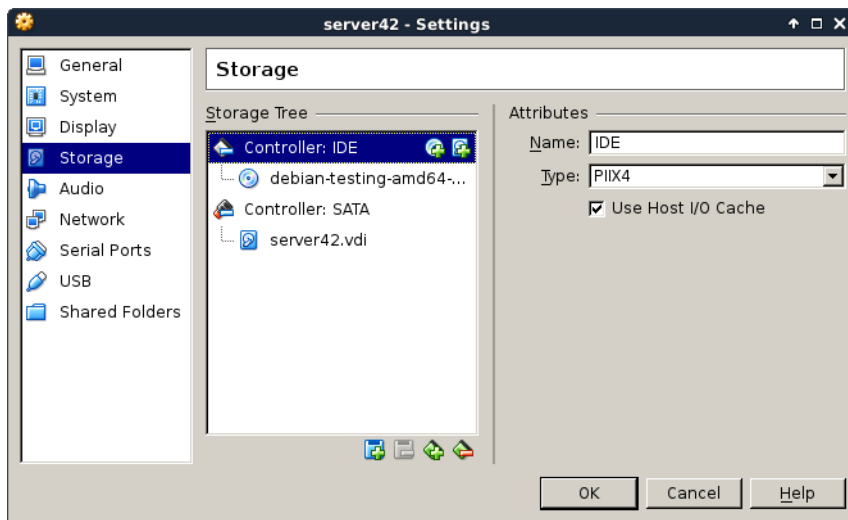 server42 - Settings
General
System
Display
Storage
Audio
Network
Serial Ports
USB
Shared Folders
Storage
Storage Tree
Controller: IDE
debian-testing-amd64-...
Controller: SATA
server42.vdi
Attributes
Name: IDE
Type: PIIX4
Use Host I/O Cache
OK Cancel Help